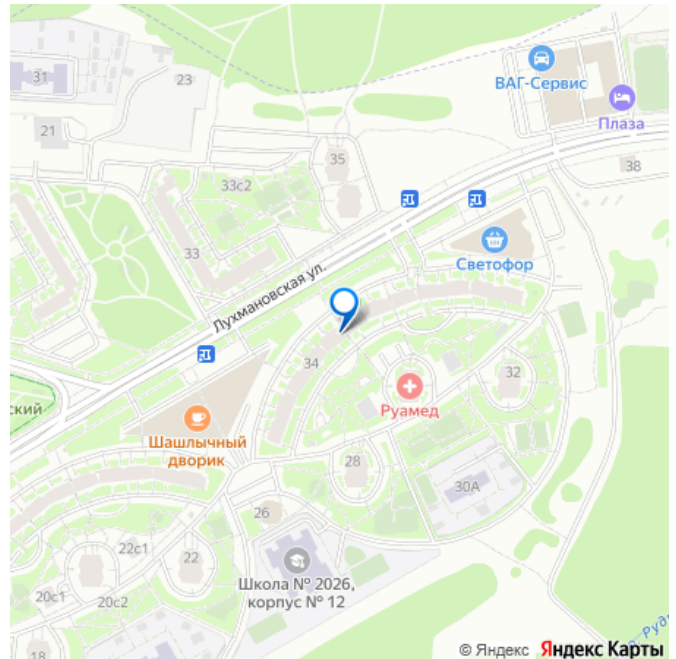 31
23
ВАГ-Сервис
Плаза
21
35
38
33с2
33
Светофор
Лухмановская ул.
34
32
Руамед
ский
Шашлычный
дворик
28
30А
26
22с1
22
Школа № 2026,
корпус № 12
20с1
20с2
18
о-Руд
© Яндекс Яндекс Карты